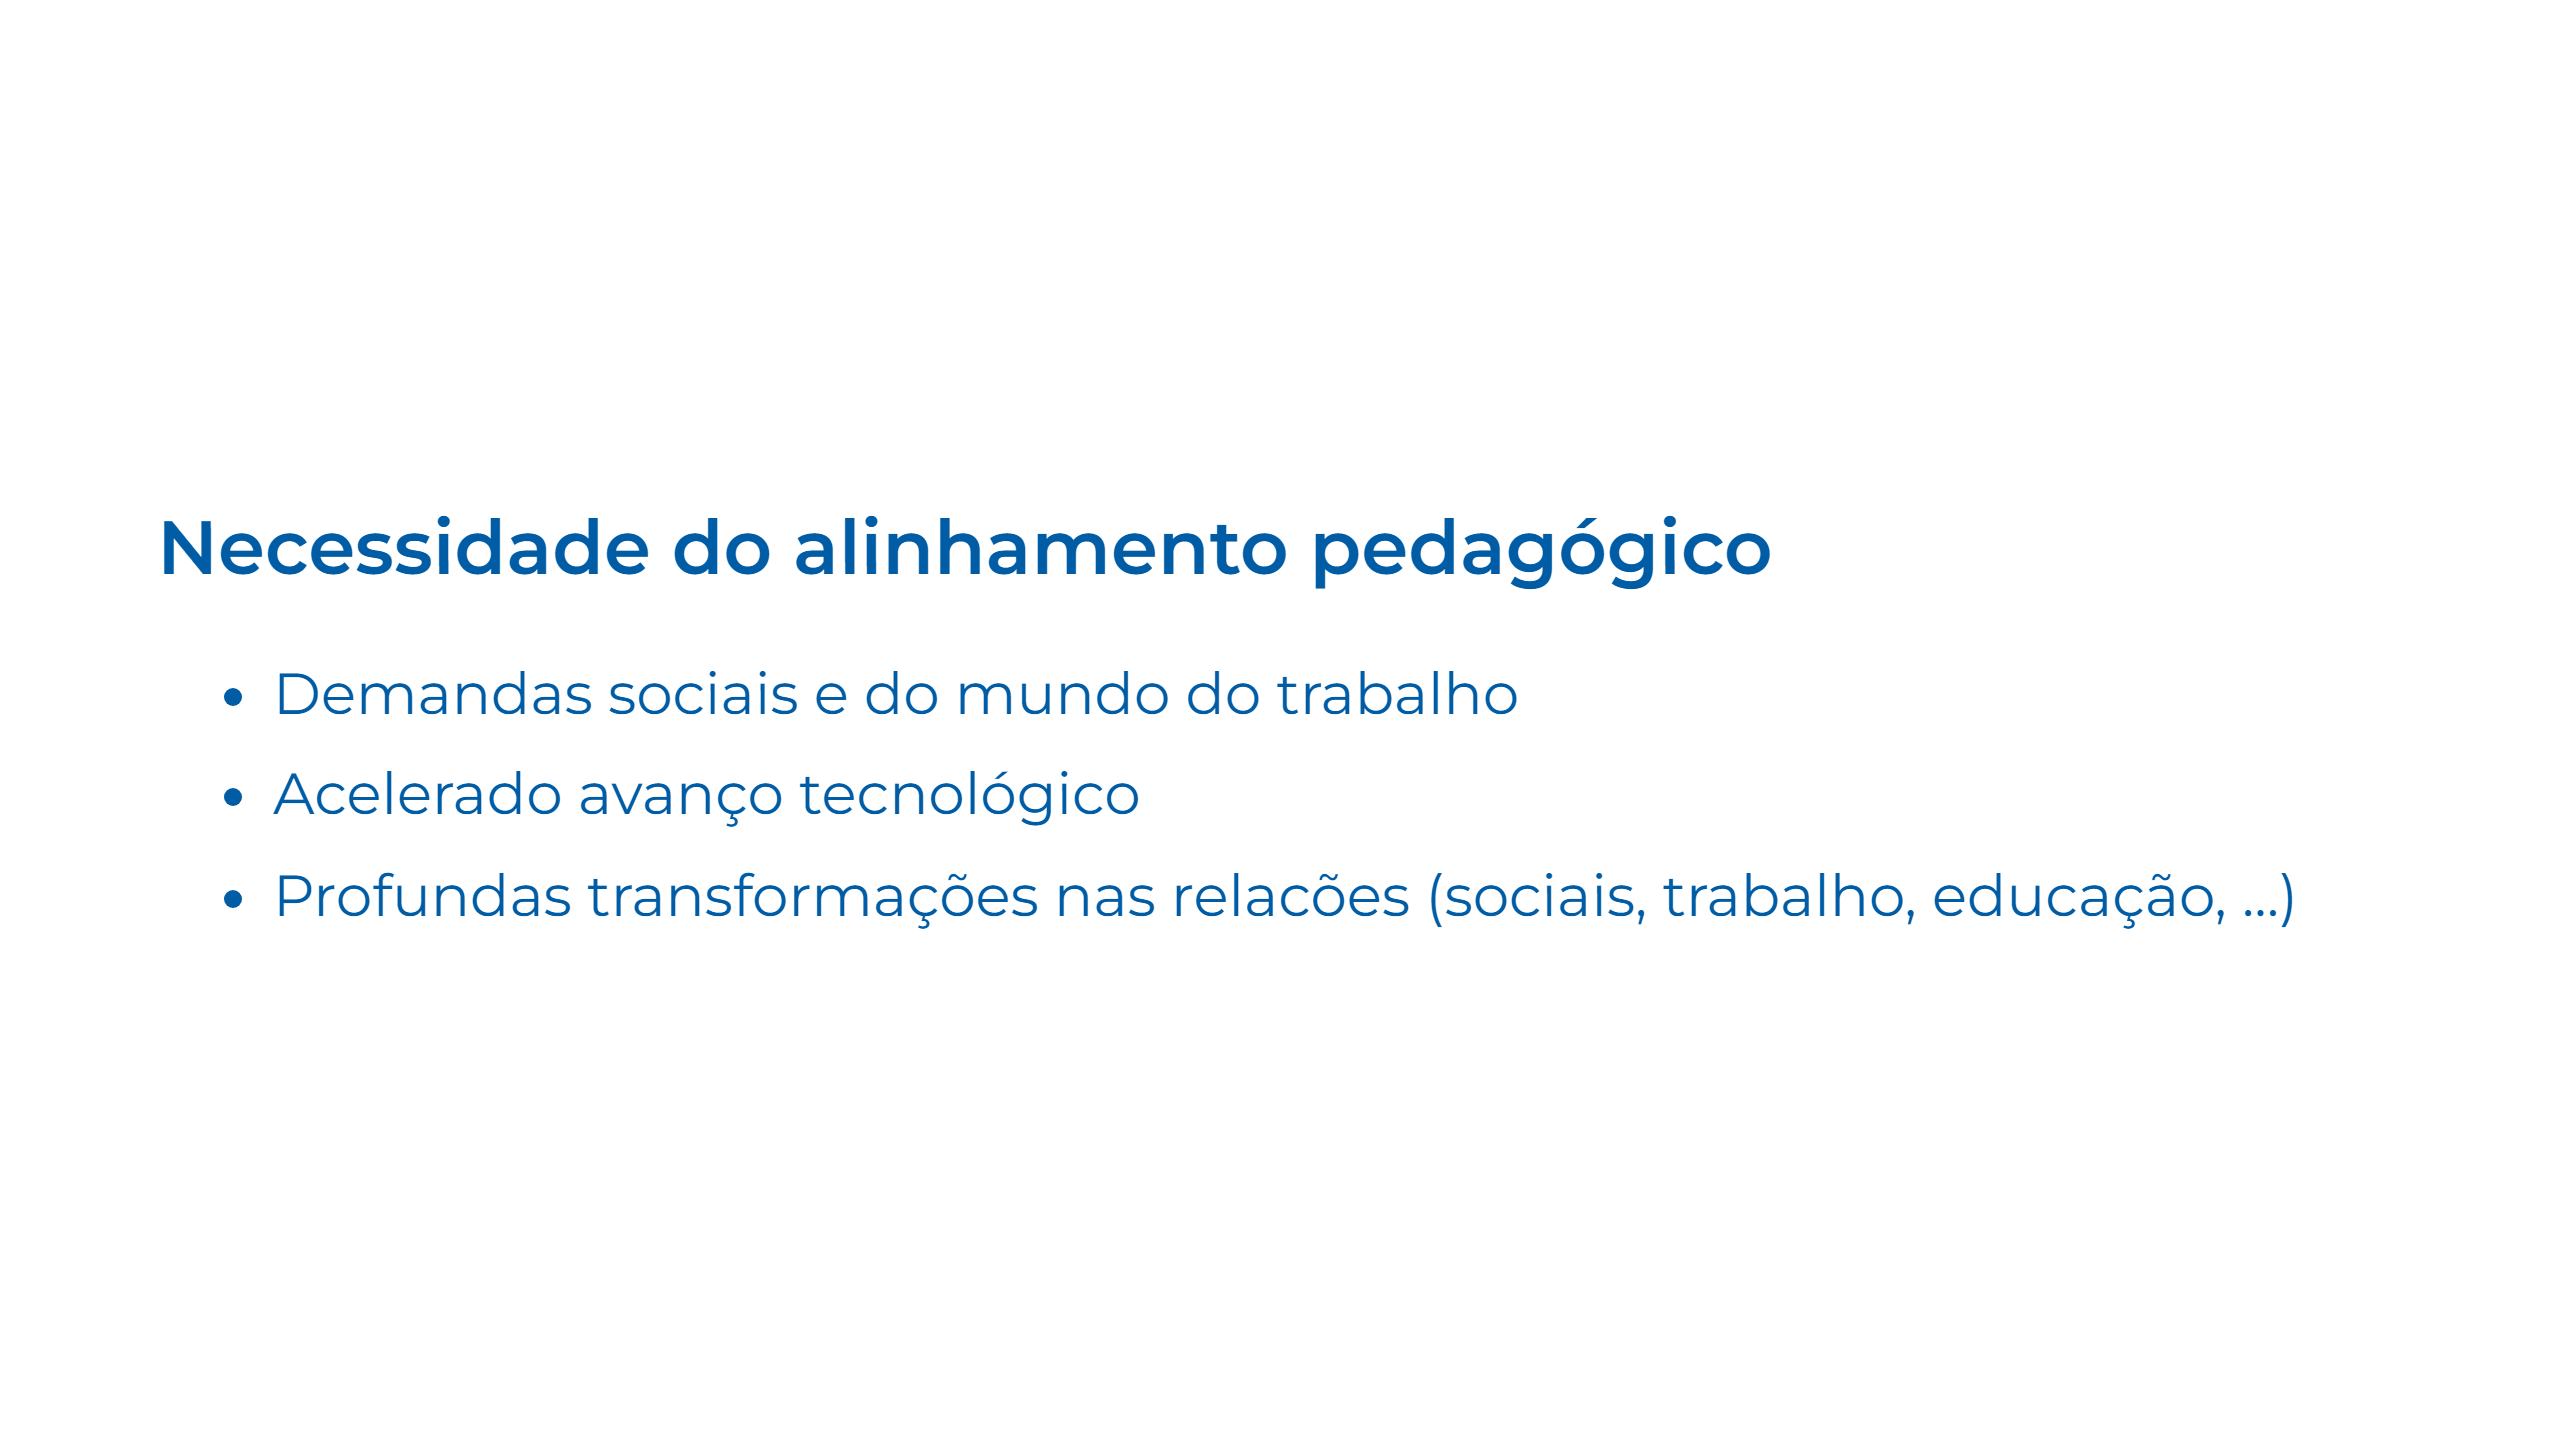 Necessidade do alinhamento pedagógico
• Demandas sociais e do mundo do trabalho
• Acelerado avanço tecnológico
• Profundas transformações nas relacões (sociais, trabalho, educação, ...)